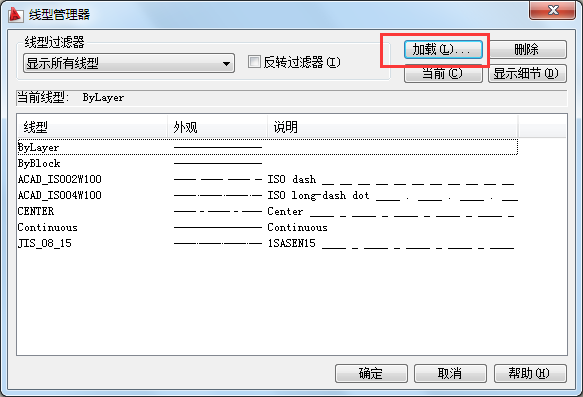 线型管理器
线型过滤器
显示所有线型
反转过滤器(I)
加载(L)...
删除
当前(C)
显示细节(D)
当前线型: ByLayer
线型 外观 说明
ByLayer
ByBlock
ACAD_ISO02W100 ISO dash __ __ __ __ __ __ __ __ __ __
ACAD_ISO04W100 ISO long-dash dot ____ . ____ . ____ . __
CENTER Center ____ _ ____ _ ____ _ ____ _ ____
Continuous Continuous
JIS_08_15 1SASEN15 ____ _ ____ _ ____ _ ____
确定 取消 帮助(H)